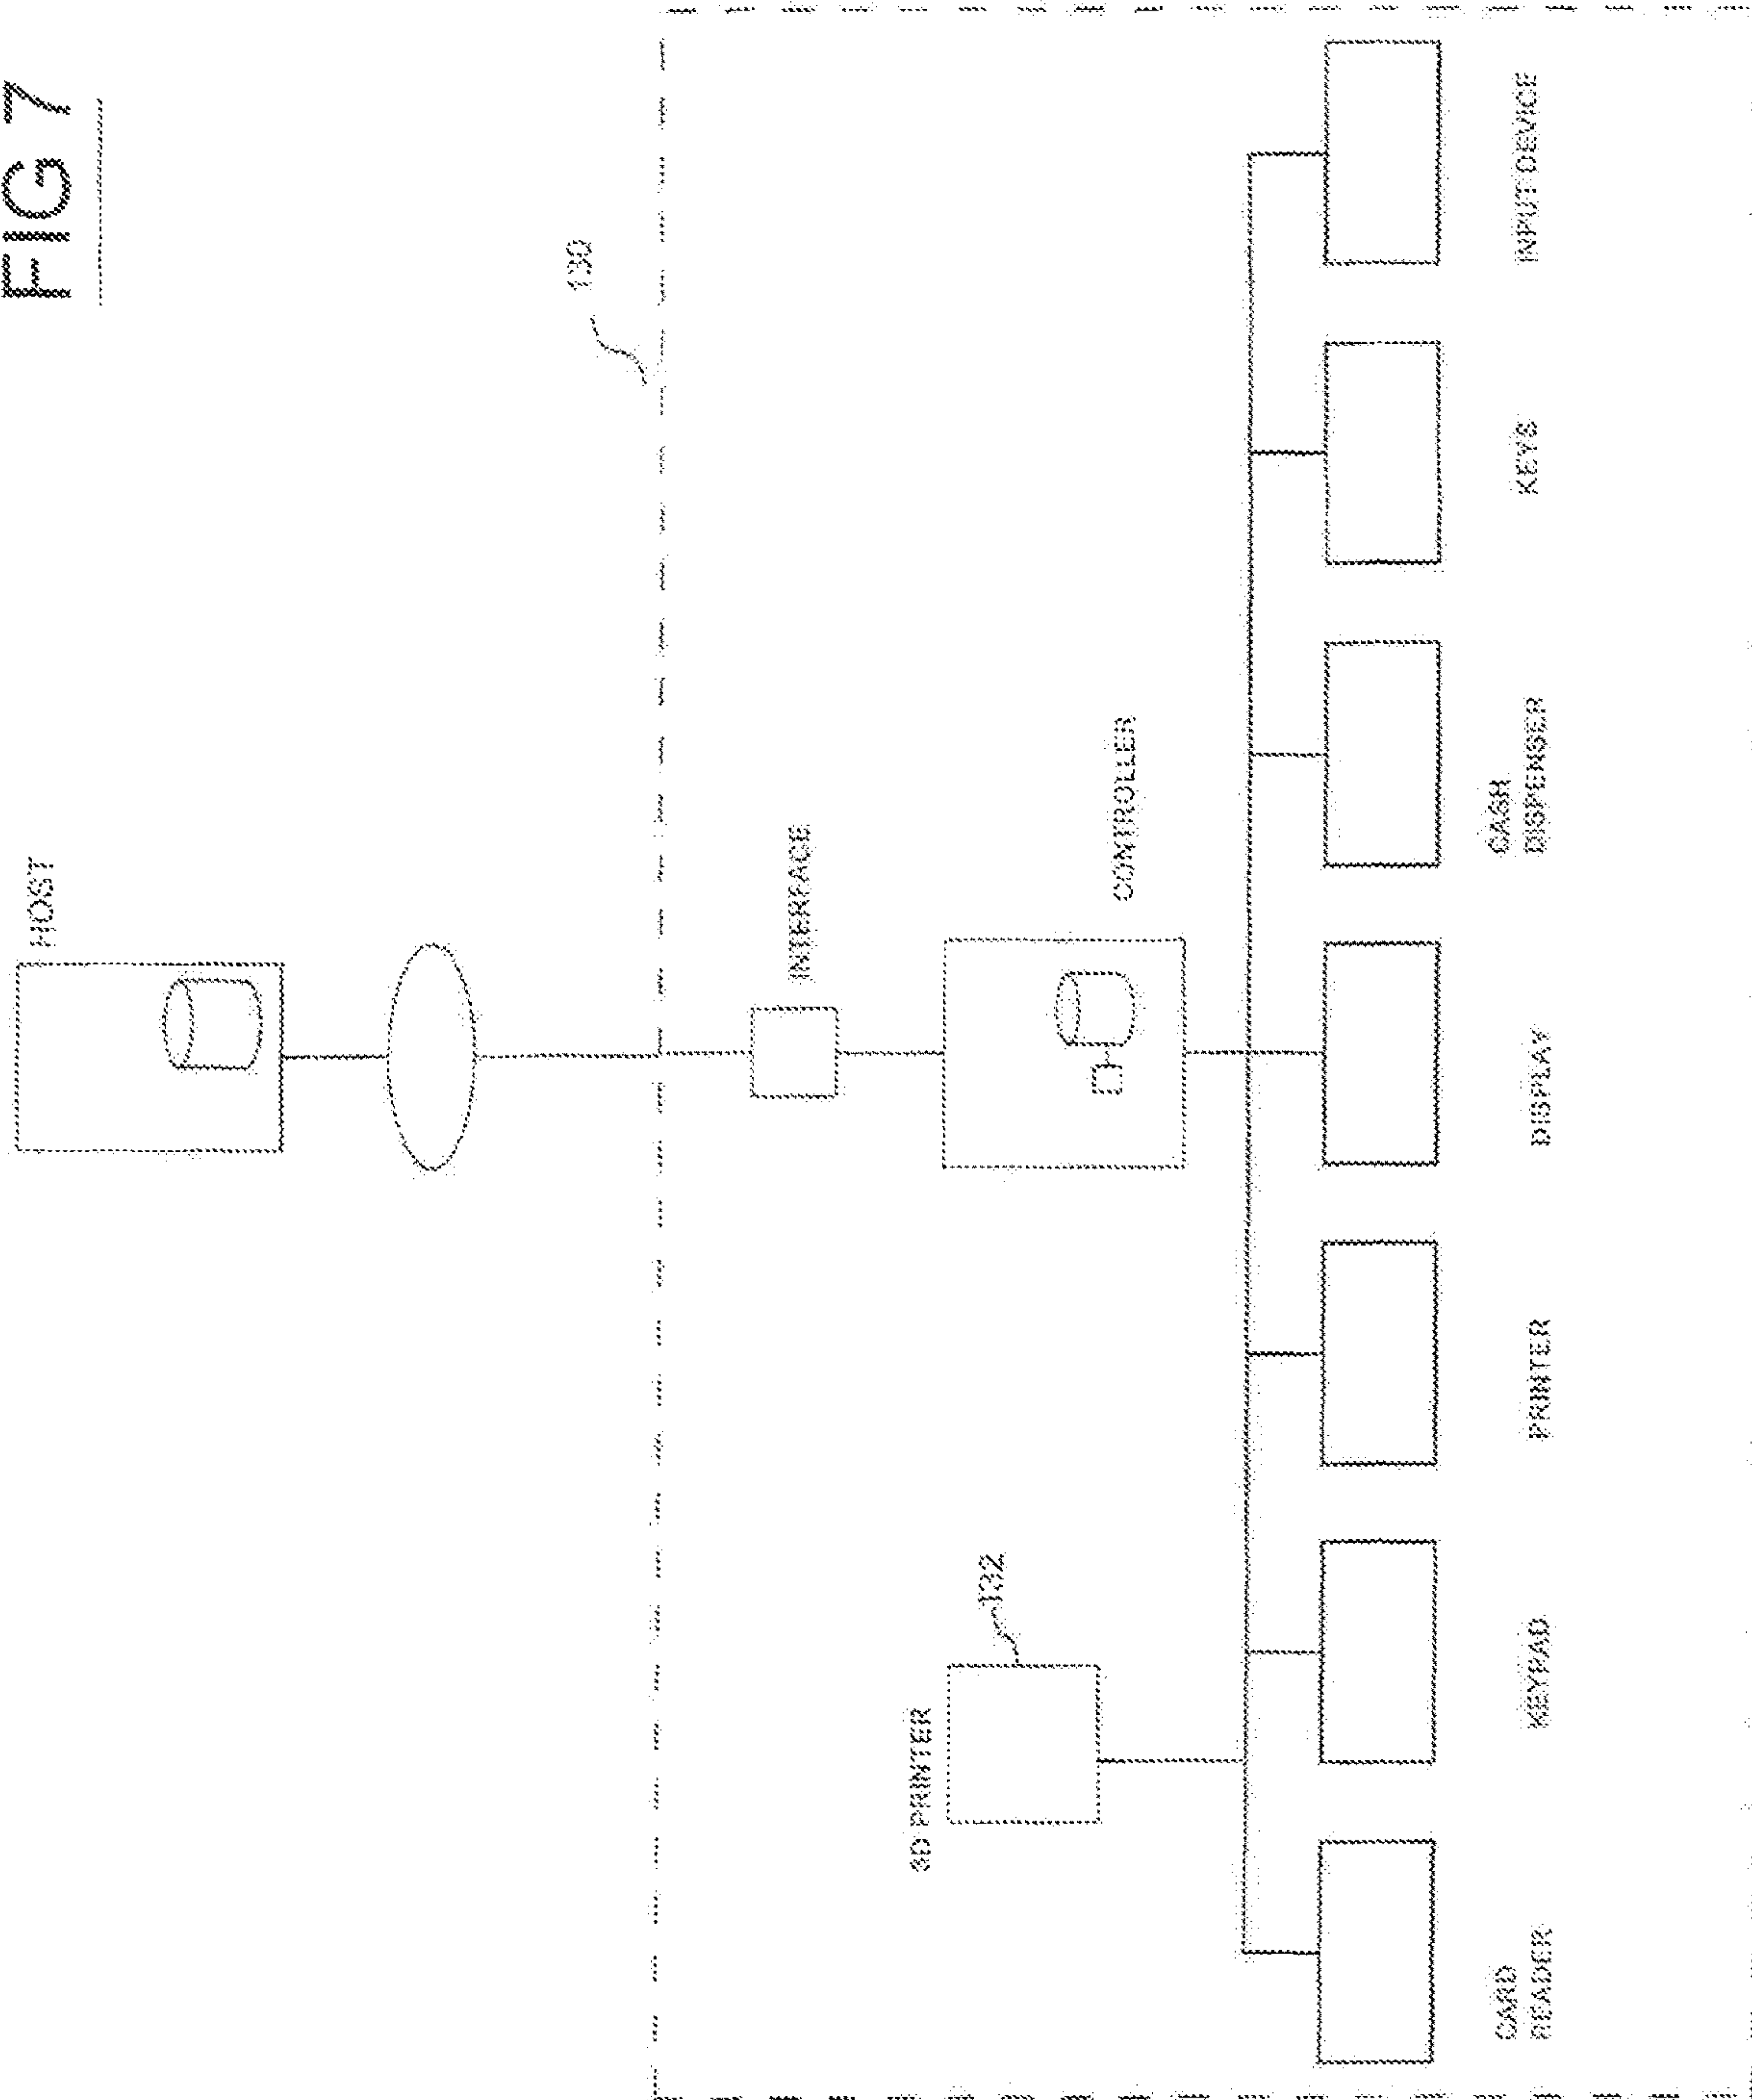 FIG 7
HOST
130
INTERFACE
CONTROLLER
3D PRINTER
132
CARD
READER
KEYPAD
PRINTER
DISPLAY
CASH
DISPENSER
KEYS
INPUT DEVICE